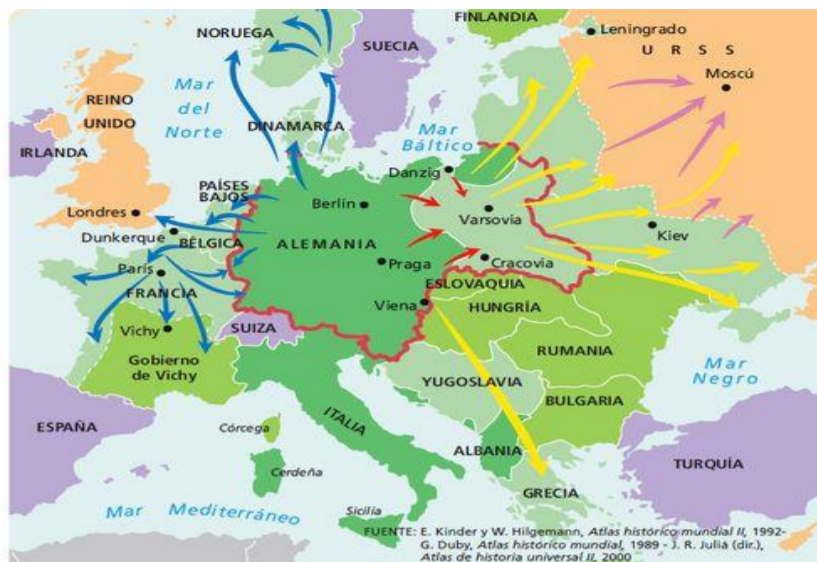 FINLANDIA
NORUEGA
SUECIA
Leningrado
U R S S
Moscú
Mar
del
Norte
REINO
UNIDO
IRLANDA
DINAMARCA
Mar
Báltico
Danzig
PAÍSES
BAJOS
Londres
Berlín
Varsovia
Dunkerque
BÉLGICA
ALEMANIA
Kiev
París
Praga
Cracovia
FRANCIA
ESLOVAQUIA
Viena
HUNGRÍA
Vichy
SUIZA
Gobierno
de Vichy
RUMANIA
Mar
Negro
YUGOSLAVIA
BULGARIA
ESPAÑA
Córcega
ITALIA
ALBANIA
TURQUÍA
Cerdeña
GRECIA
Sicilia
Mar Mediterráneo
FUENTE: E. Kinder y W. Hilgemann, Atlas histórico mundial II, 1992-
G. Duby, Atlas histórico mundial, 1989 - J. R. Juliá (dir.),
Atlas de historia universal II, 2000